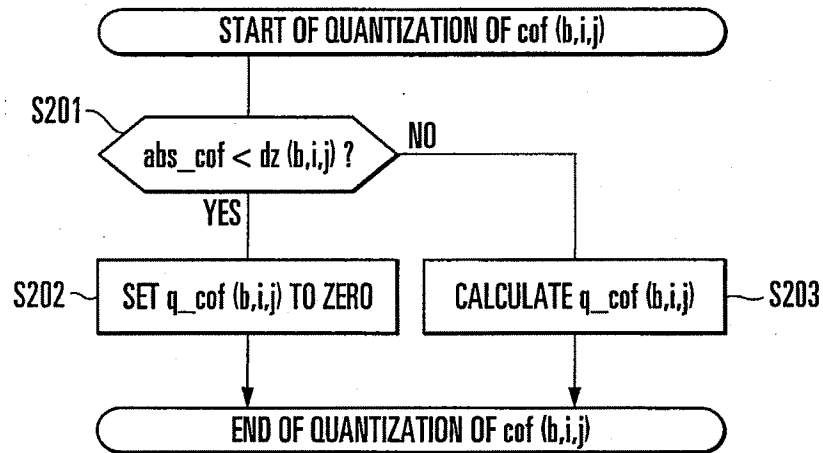 START OF QUANTIZATION OF cof (b,i,j)
S201
abs_cof < dz (b,i,j) ?
NO
YES
S202
SET q_cof (b,i,j) TO ZERO
CALCULATE q_cof (b,i,j)
S203
END OF QUANTIZATION OF cof (b,i,j)